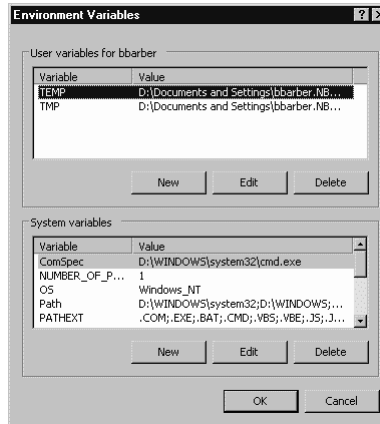 Environment Variables
User variables for bbarber
Variable Value
TEMP D:\Documents and Settings\bbarber.NB...
TMP D:\Documents and Settings\bbarber.NB...
New Edit Delete
System variables
Variable Value
ComSpec D:\WINDOWS\system32\cmd.exe
NUMBER_OF_P... 1
OS Windows_NT
Path D:\WINDOWS\system32;D:\WINDOWS;...
PATHEXT .COM;.EXE;.BAT;.CMD;.VBS;.VBE;.JS;.J...
New Edit Delete
OK Cancel